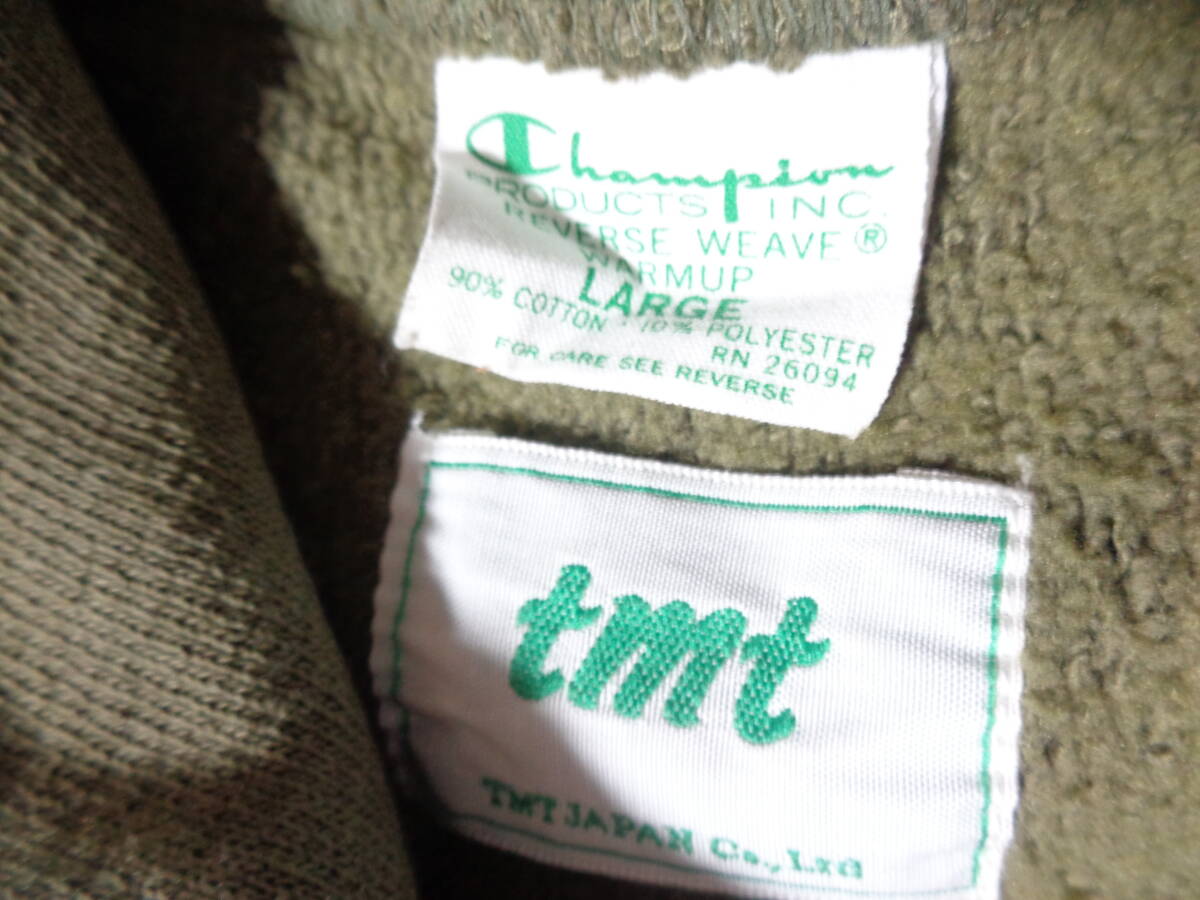 Champion
PRODUCTS INC.
REVERSE WEAVE®
WARMUP
LARGE
90% COTTON · 10% POLYESTER
RN 26094
FOR CARE SEE REVERSE
tmt
TMT JAPAN Co., Ltd